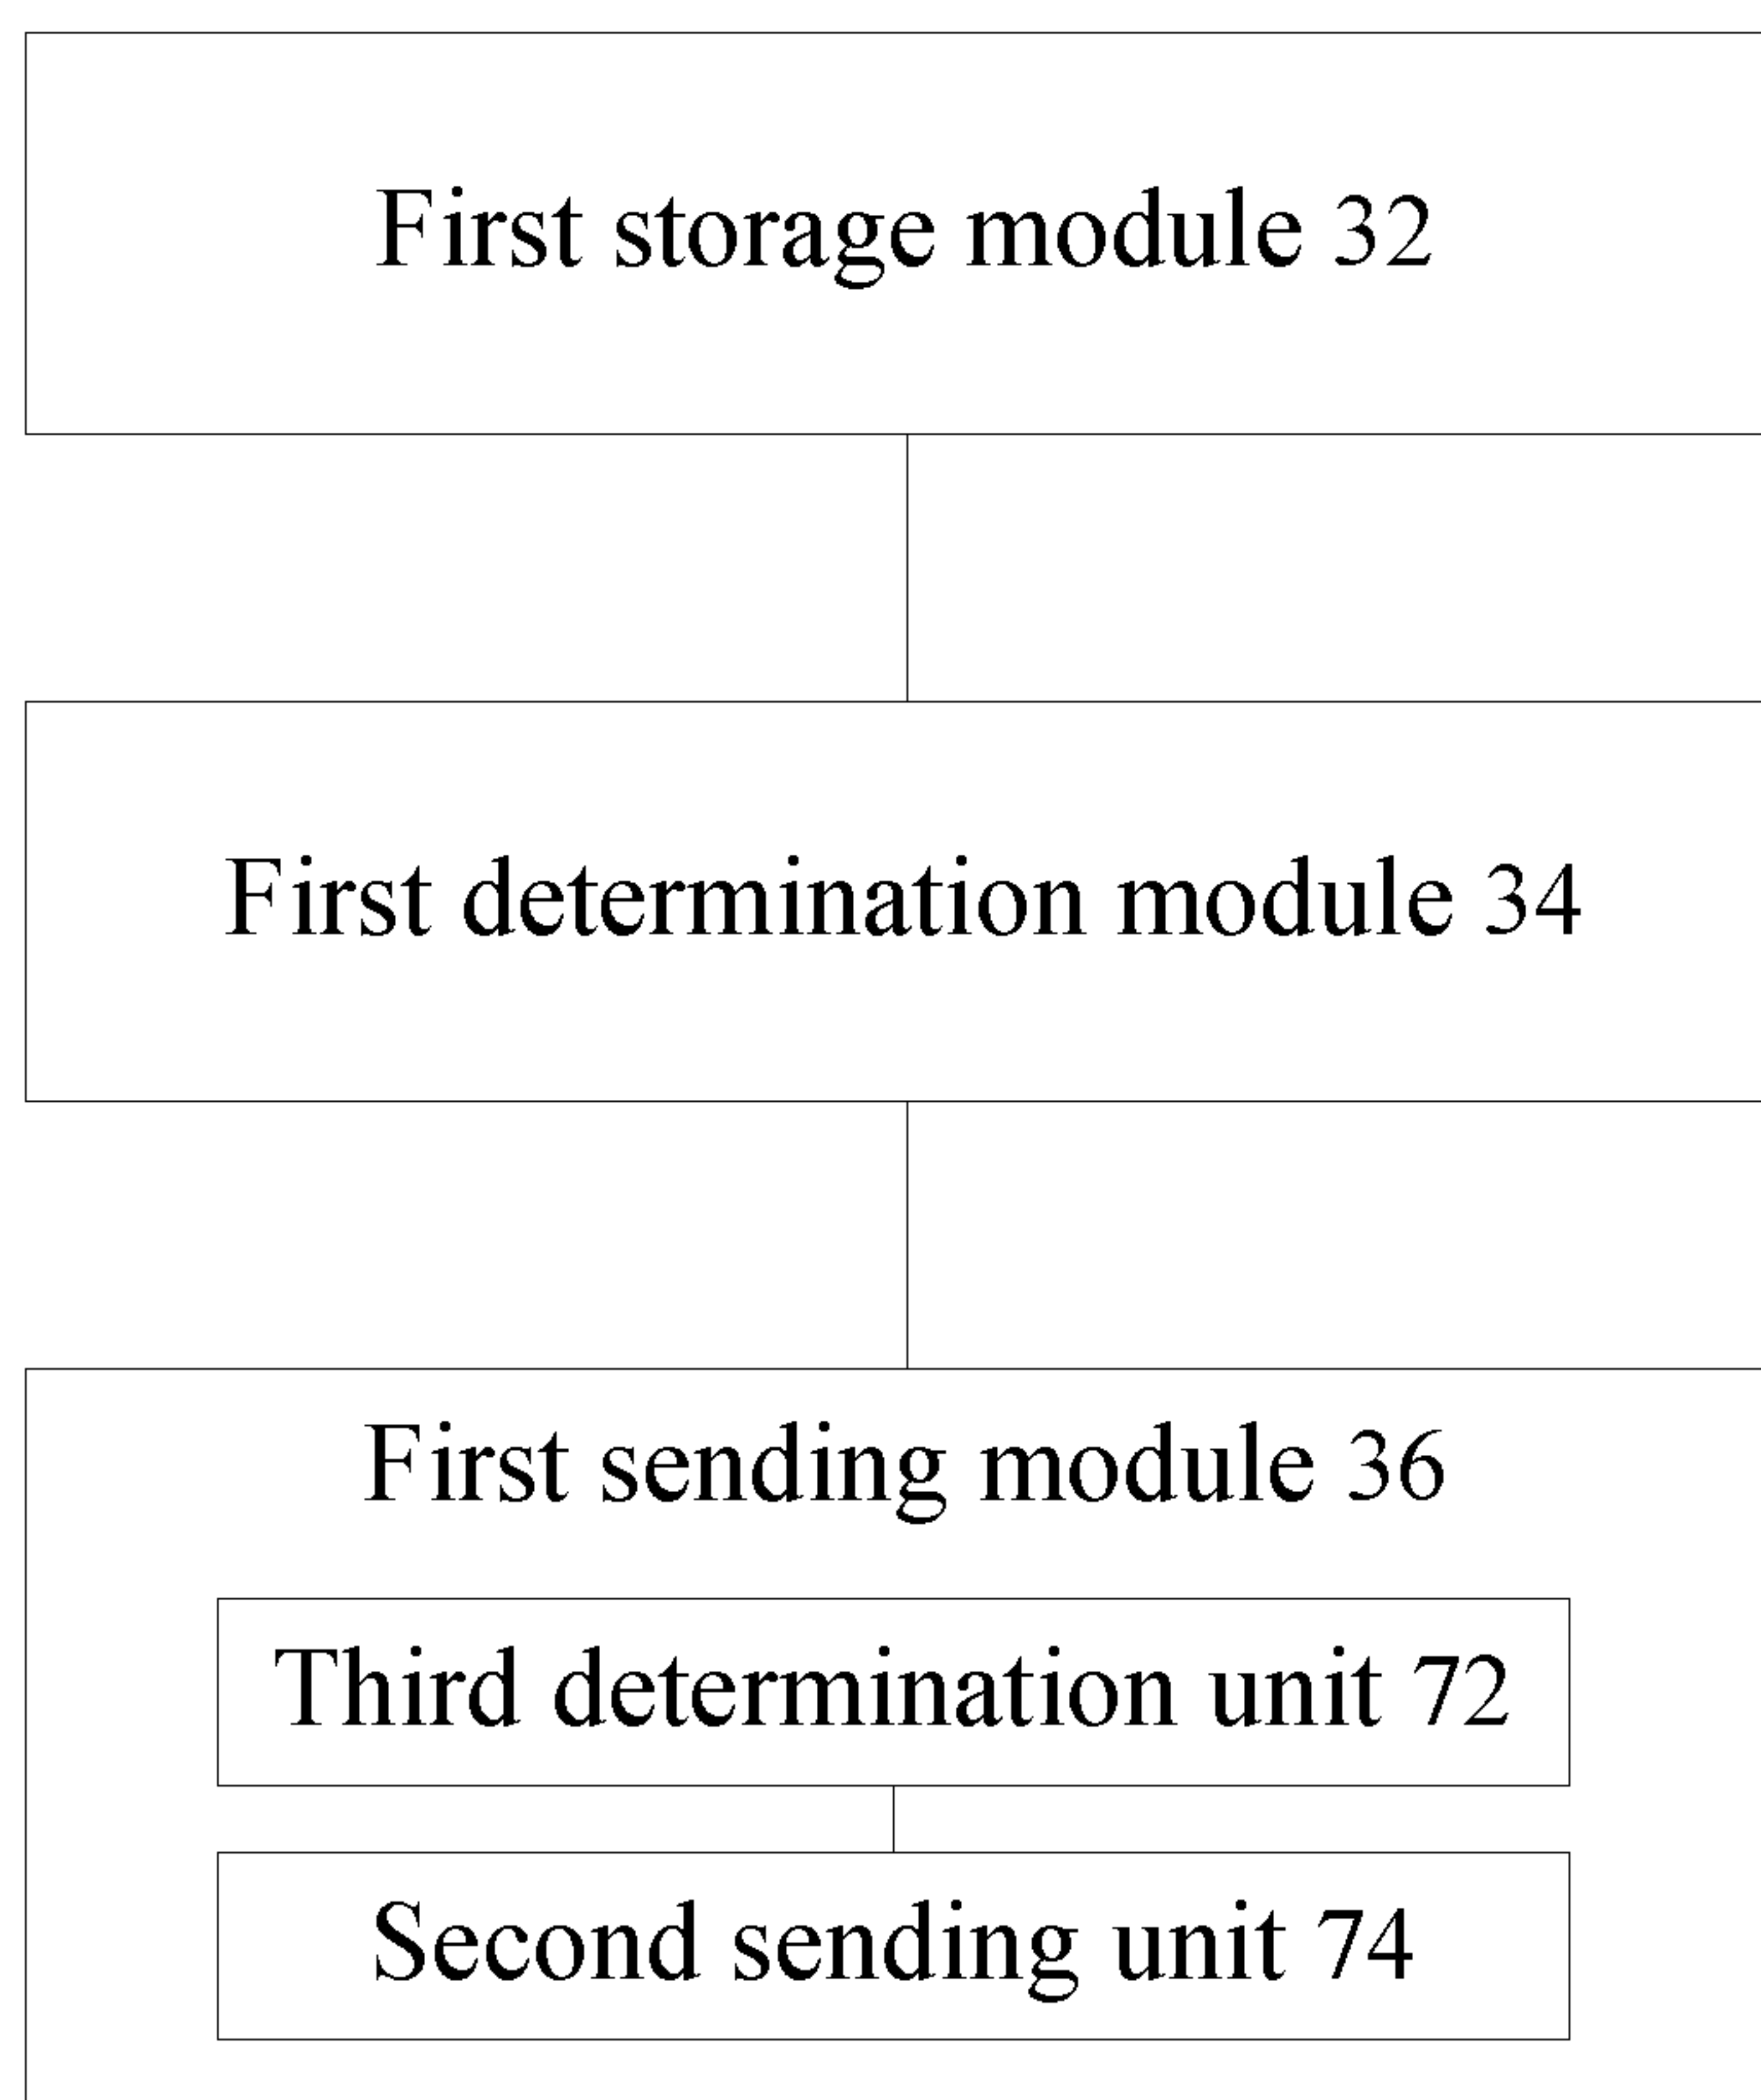 First storage module 32
First determination module 34
First sending module 36
Third determination unit 72
Second sending unit 74